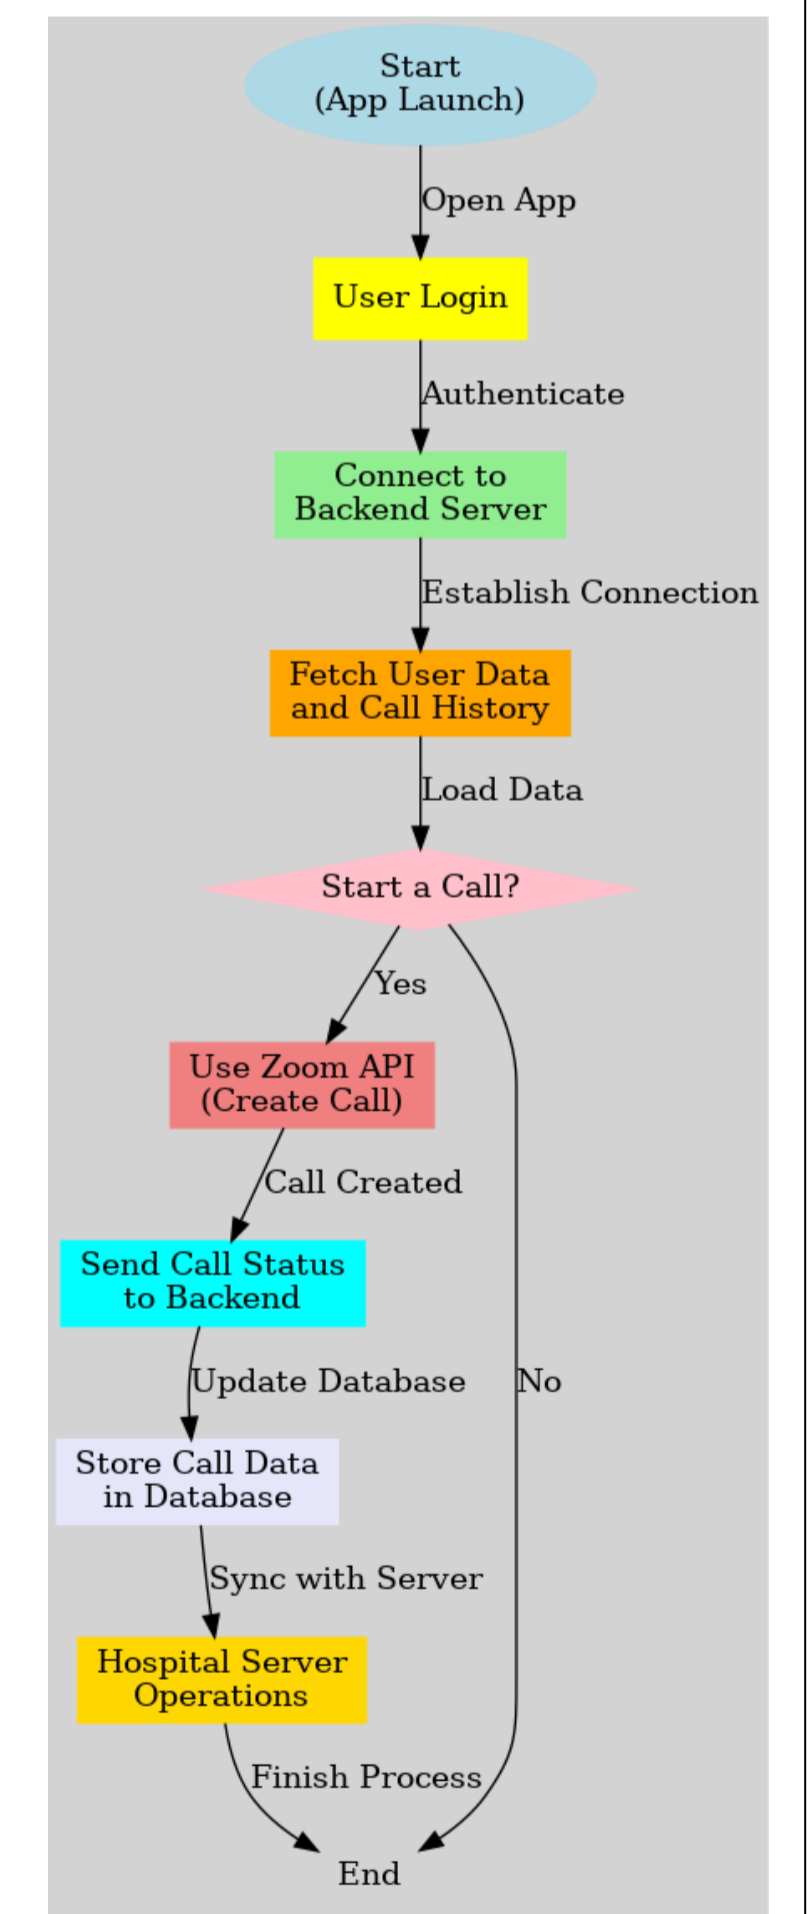 Start
(App Launch)
Open App
User Login
Authenticate
Connect to
Backend Server
Establish Connection
Fetch User Data
and Call History
Load Data
Start a Call?
Yes
Use Zoom API
(Create Call)
Call Created
Send Call Status
to Backend
Update Database
No
Store Call Data
in Database
Sync with Server
Hospital Server
Operations
Finish Process
End